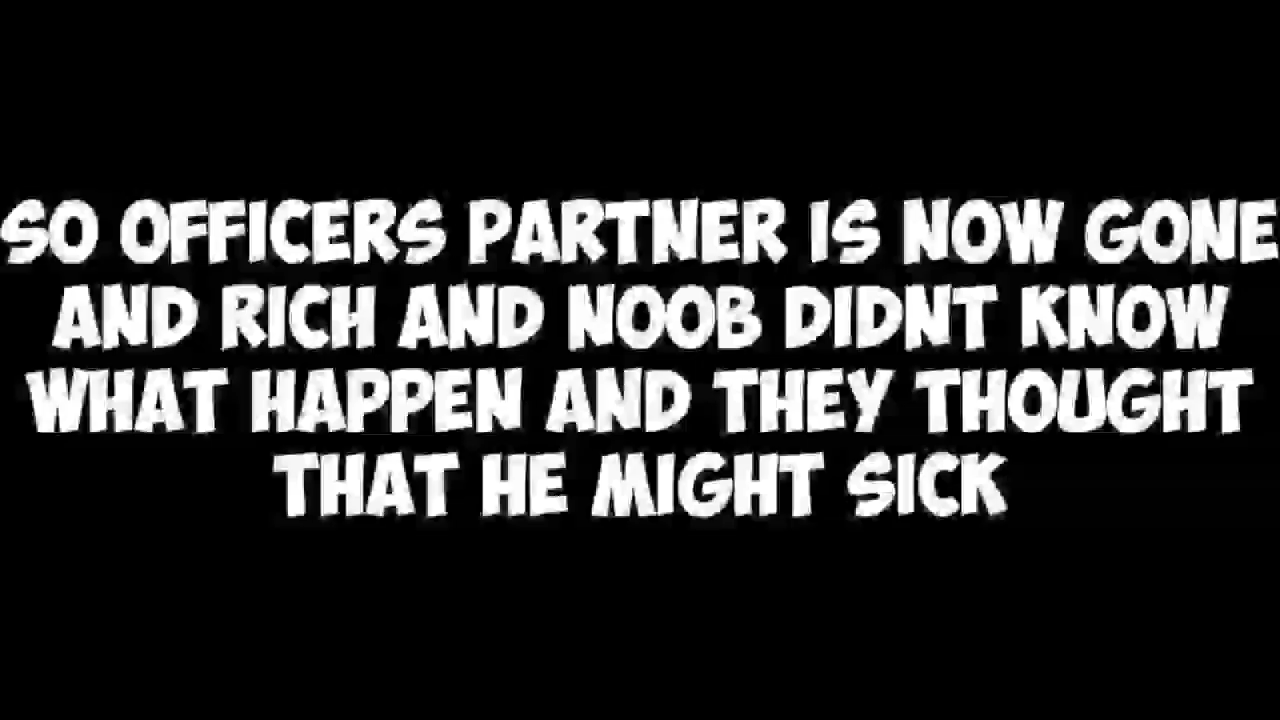 SO OFFICERS PARTNER IS NOW GONE
AND RICH AND NOOB DIDNT KNOW
WHAT HAPPEN AND THEY THOUGHT
THAT HE MIGHT SICK